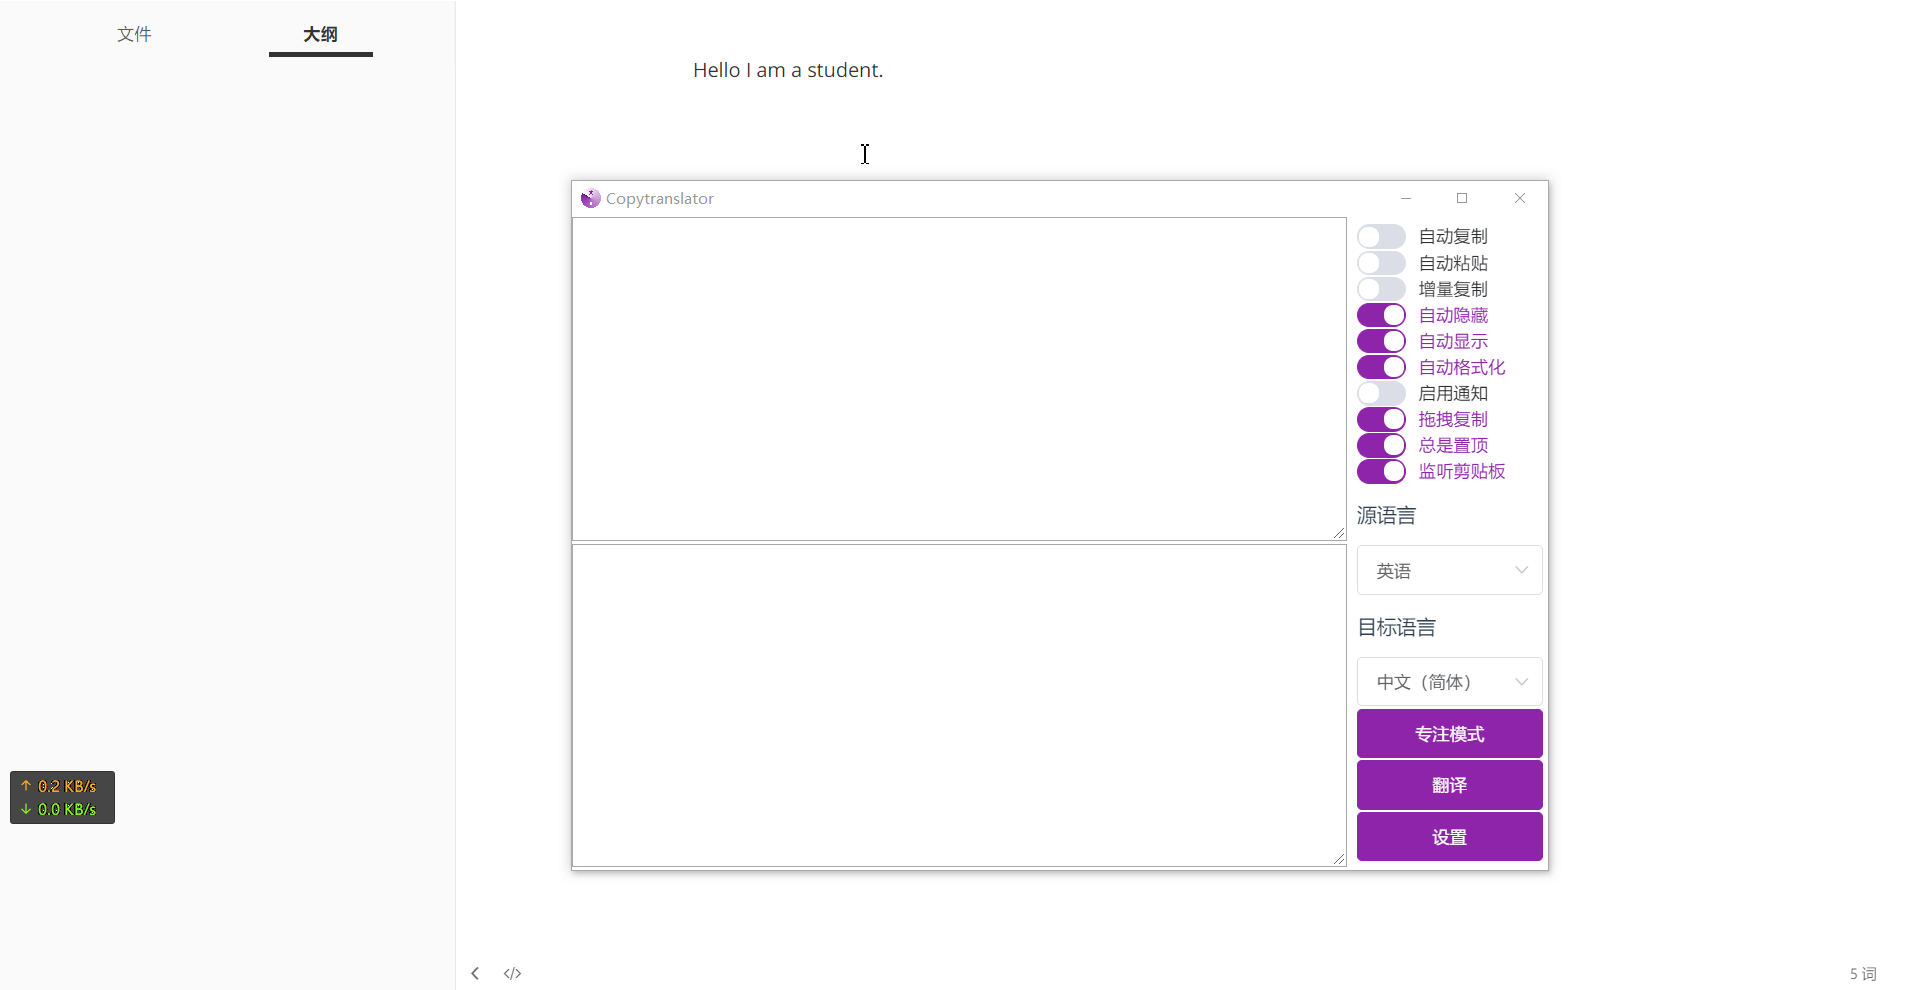 文件
大纲
Hello I am a student.
Copytranslator
自动复制
自动粘贴
增量复制
自动隐藏
自动显示
自动格式化
启用通知
拖拽复制
总是置顶
监听剪贴板
源语言
英语
目标语言
中文（简体）
专注模式
翻译
设置
↑ 0.2 KB/s
↓ 0.0 KB/s
</>
5 词